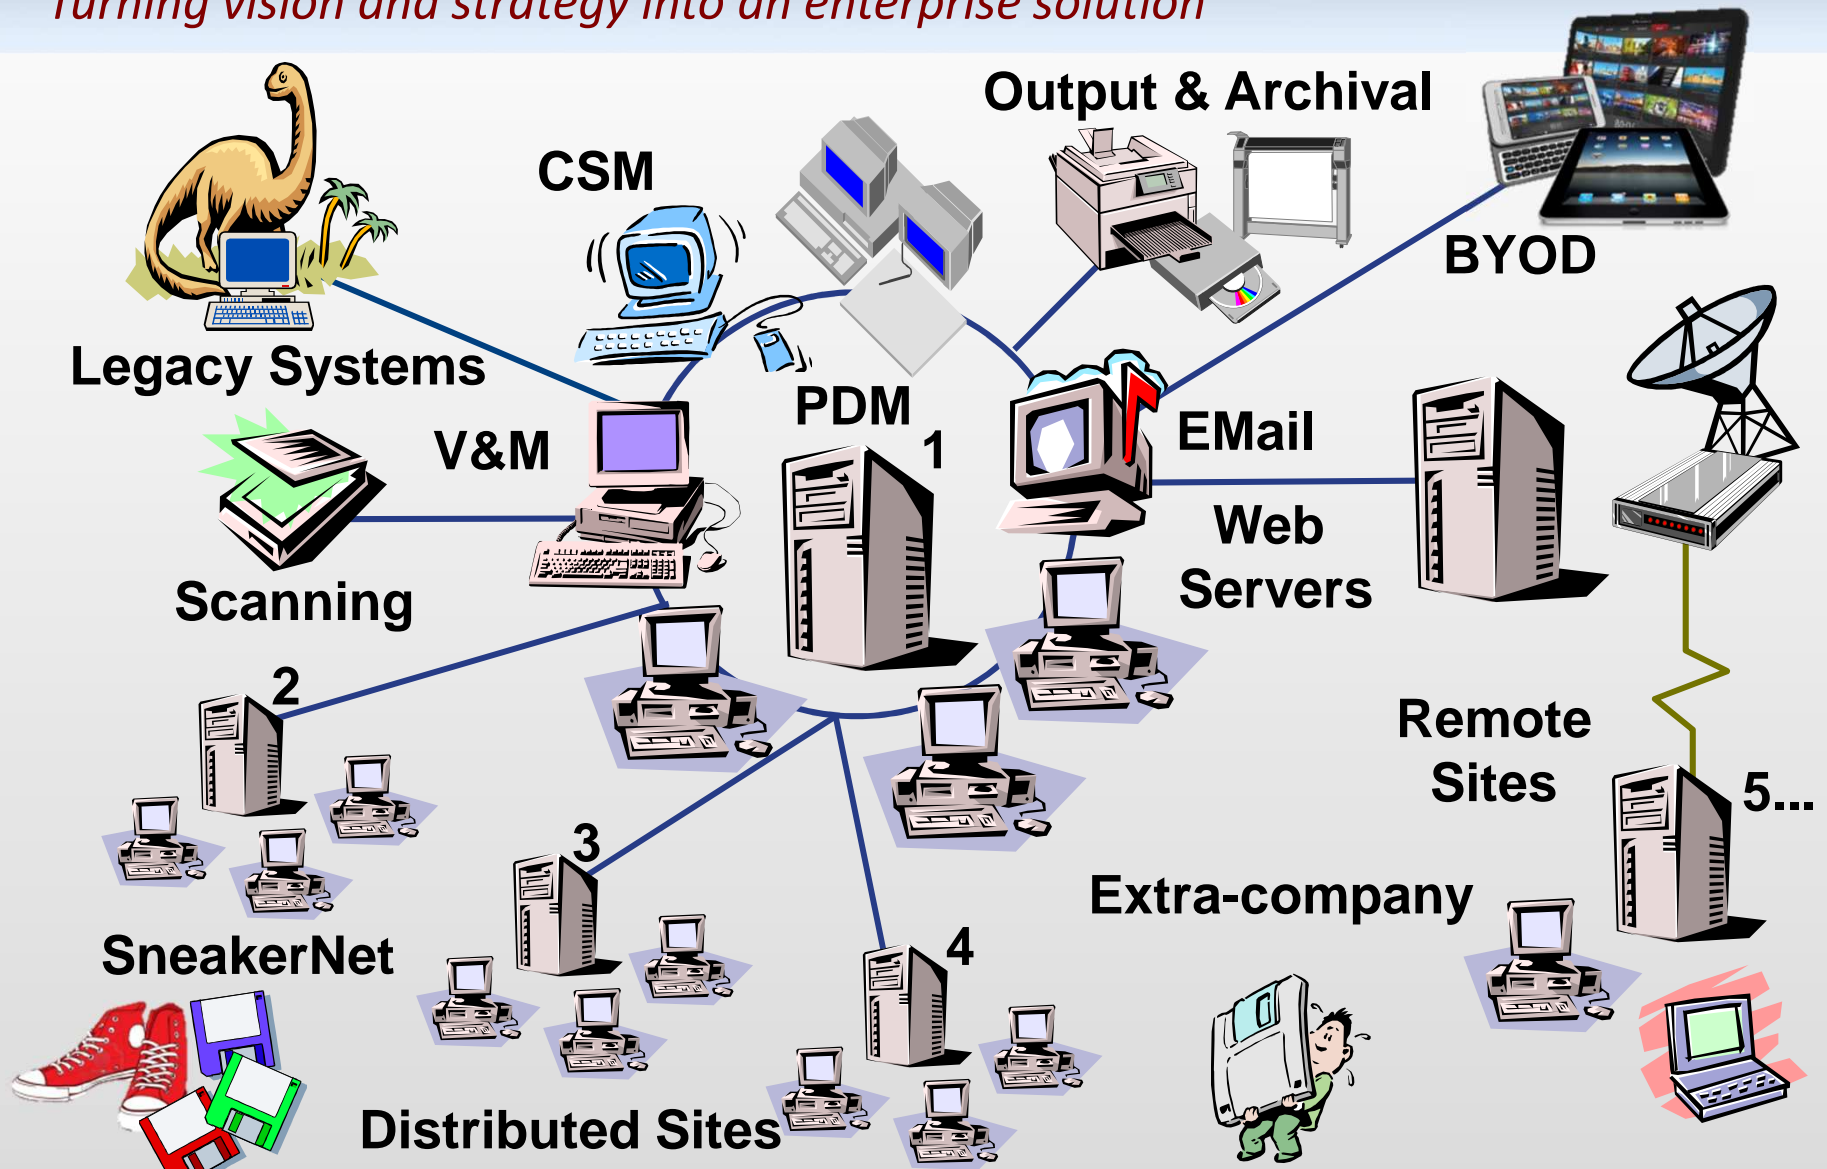 Turning vision and strategy into an enterprise solution
Output & Archival
CSM
BYOD
Legacy Systems
PDM
1
V&M
EMail
Web
Servers
Scanning
2
Remote
Sites
5...
3
Extra-company
SneakerNet
4
Distributed Sites